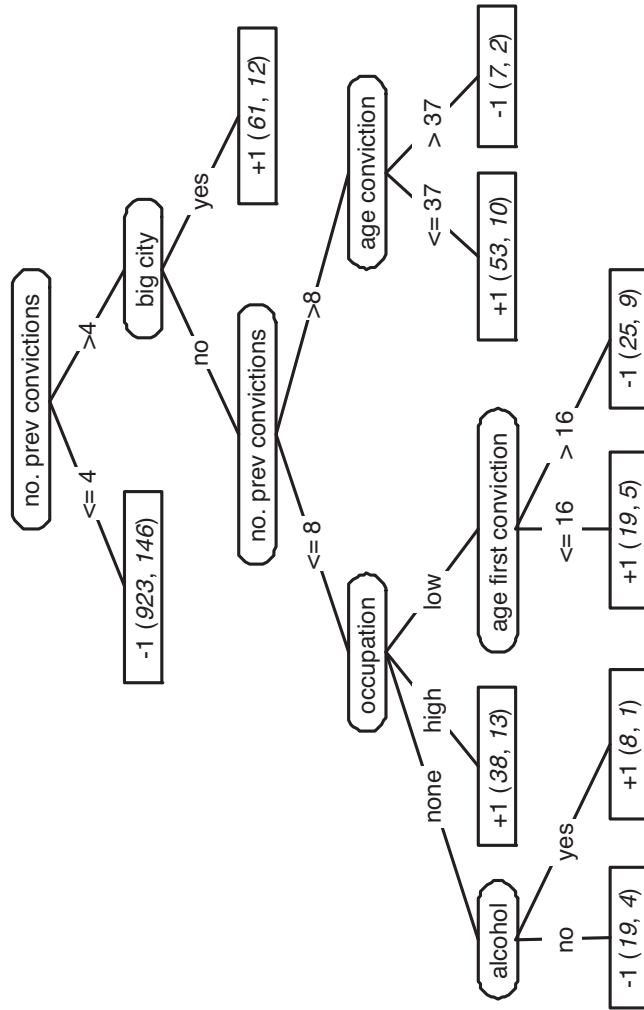 no. prev convictions
<= 4
>4
-1 (923, 146)
big city
no
yes
+1 (61, 12)
no. prev convictions
<= 8
>8
occupation
age conviction
none
high
low
<= 37
> 37
alcohol
+1 (38, 13)
age first conviction
+1 (53, 10)
-1 (7, 2)
no
yes
<= 16
> 16
-1 (19, 4)
+1 (8, 1)
+1 (19, 5)
-1 (25, 9)